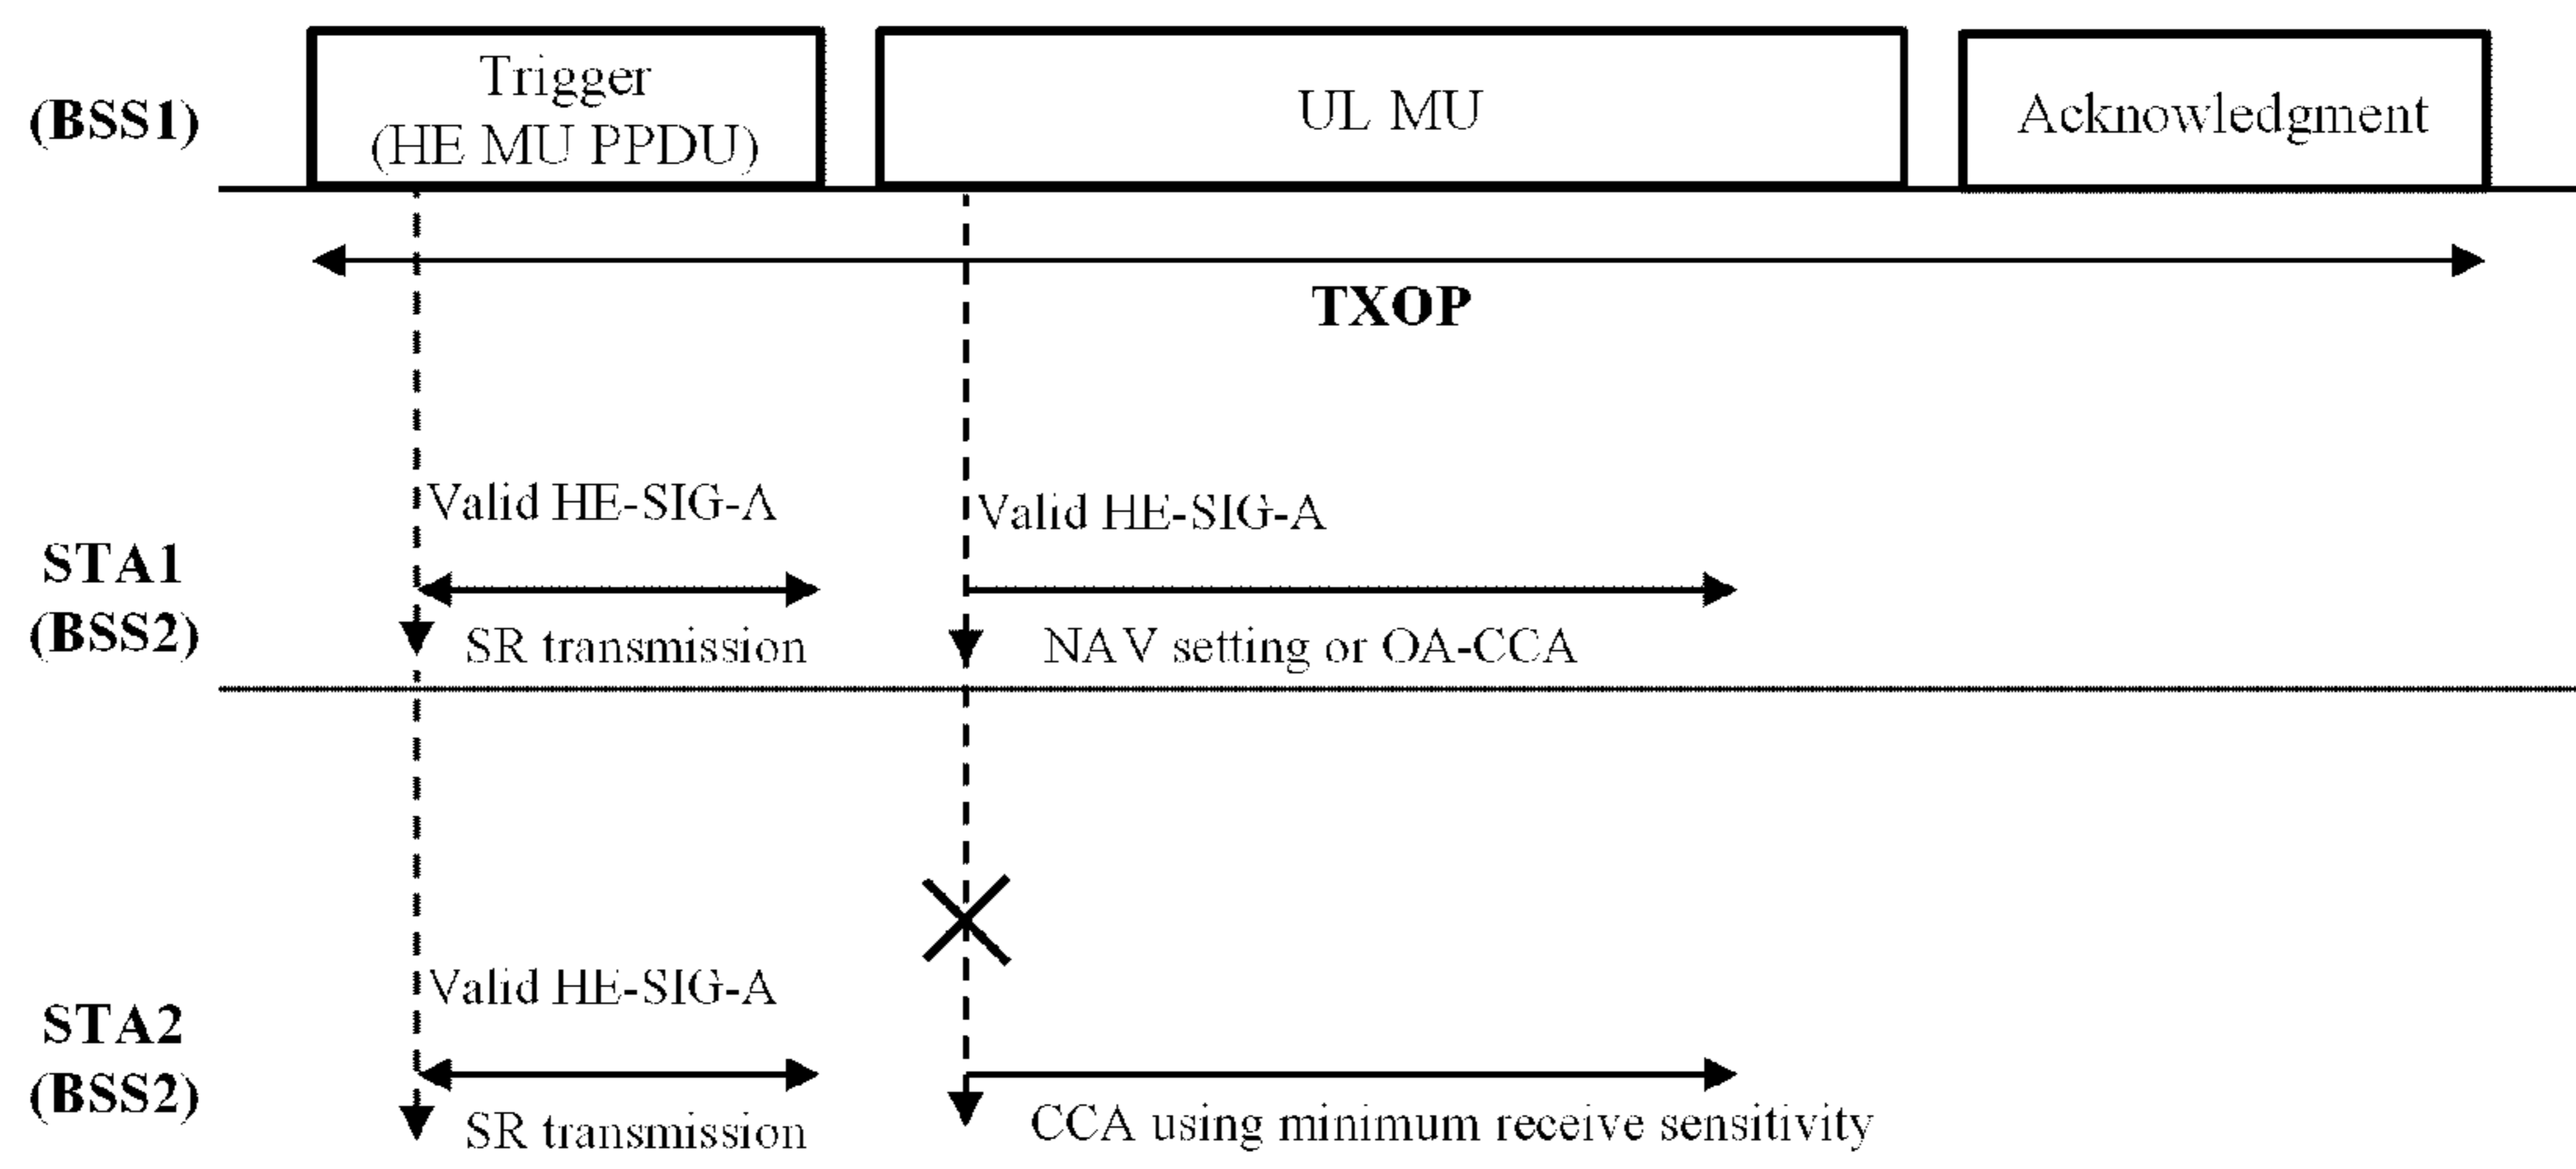 (BSS1)
Trigger
(HE MU PPDU)
UL MU
Acknowledgment
TXOP
STA1
(BSS2)
Valid HE-SIG-A
SR transmission
Valid HE-SIG-A
NAV setting or OA-CCA
STA2
(BSS2)
Valid HE-SIG-A
SR transmission
CCA using minimum receive sensitivity